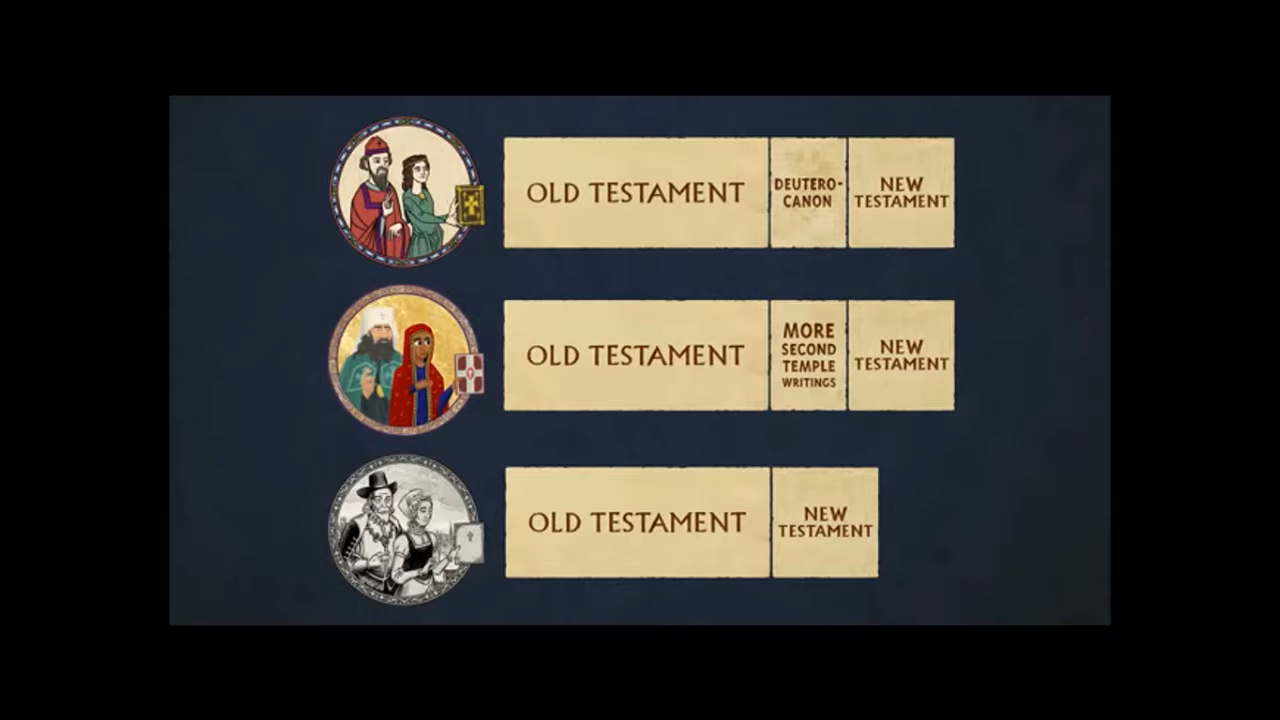 OLD TESTAMENT
DEUTERO-
CANON
NEW
TESTAMENT
OLD TESTAMENT
MORE
SECOND
TEMPLE
WRITINGS
NEW
TESTAMENT
OLD TESTAMENT
NEW
TESTAMENT